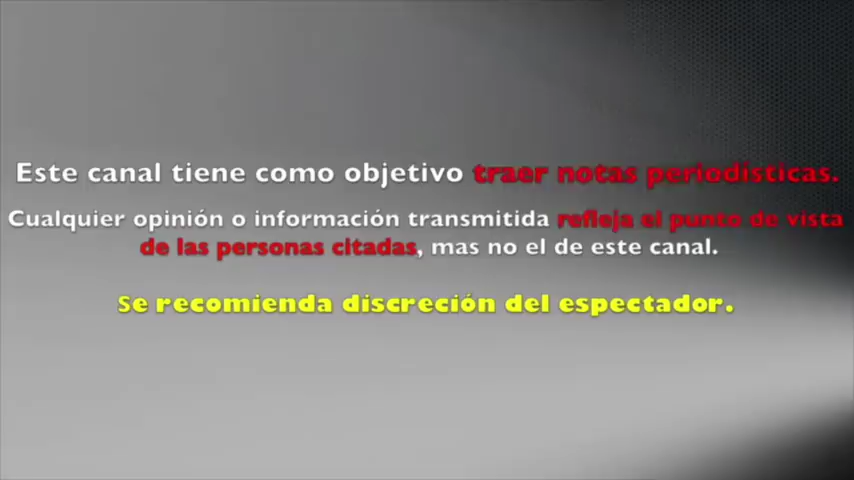 Este canal tiene como objetivo traer notas periodísticas.
Cualquier opinión o información transmitida refleja el punto de vista
de las personas citadas, mas no el de este canal.
Se recomienda discreción del espectador.